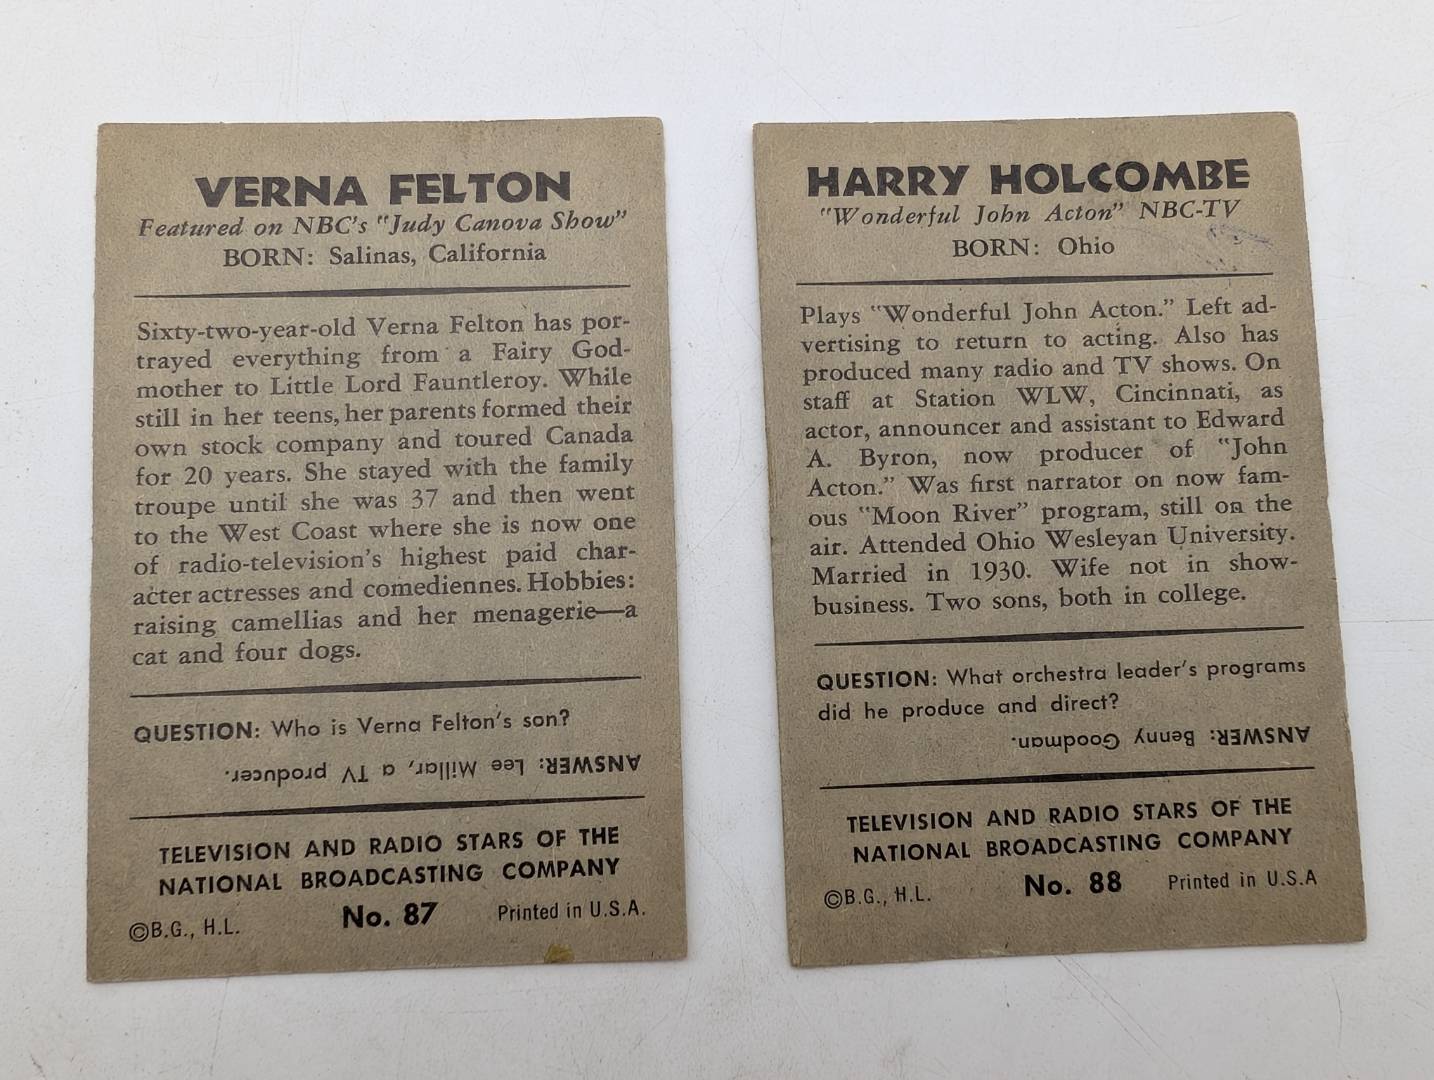 VERNA FELTON
Featured on NBC's "Judy Canova Show"
BORN: Salinas, California
Sixty-two-year-old Verna Felton has por-
trayed everything from a Fairy God-
mother to Little Lord Fauntleroy. While
still in her teens, her parents formed their
own stock company and toured Canada
for 20 years. She stayed with the family
troupe until she was 37 and then went
to the West Coast where she is now one
of radio-television's highest paid char-
acter actresses and comediennes. Hobbies:
raising camellias and her menagerie—a
cat and four dogs.
QUESTION: Who is Verna Felton's son?
ANSWER: Lee Millar, a TV producer.
TELEVISION AND RADIO STARS OF THE
NATIONAL BROADCASTING COMPANY
©B.G., H.L. No. 87 Printed in U.S.A.
HARRY HOLCOMBE
"Wonderful John Acton" NBC-TV
BORN: Ohio
Plays "Wonderful John Acton." Left ad-
vertising to return to acting. Also has
produced many radio and TV shows. On
staff at Station WLW, Cincinnati, as
actor, announcer and assistant to Edward
A. Byron, now producer of "John
Acton." Was first narrator on now fam-
ous "Moon River" program, still on the
air. Attended Ohio Wesleyan University.
Married in 1930. Wife not in show-
business. Two sons, both in college.
QUESTION: What orchestra leader's programs
did he produce and direct?
ANSWER: Benny Goodman.
TELEVISION AND RADIO STARS OF THE
NATIONAL BROADCASTING COMPANY
©B.G., H.L. No. 88 Printed in U.S.A